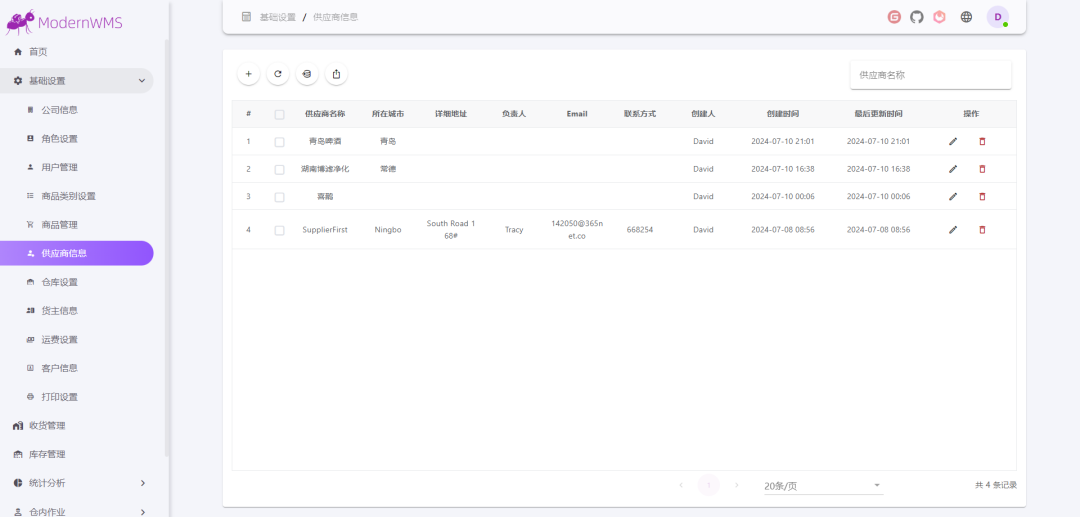 ModernWMS
首页
基础设置
公司信息
角色设置
用户管理
商品类别设置
商品管理
供应商信息
仓库设置
货主信息
运费设置
客户信息
打印设置
收货管理
库存管理
统计分析
仓内作业
基础设置 / 供应商信息
D
供应商名称
# 供应商名称 所在城市 详细地址 负责人 Email 联系方式 创建人 创建时间 最后更新时间 操作
1 青岛啤酒 青岛 David 2024-07-10 21:01 2024-07-10 21:01
2 湖南博滤净化 常德 David 2024-07-10 16:38 2024-07-10 16:38
3 喜鹊 David 2024-07-10 00:06 2024-07-10 00:06
4 SupplierFirst Ningbo South Road 1 Tracy 142050@365n 668254 David 2024-07-08 08:56 2024-07-08 08:56
68# et.co
1 20条/页 共 4 条记录